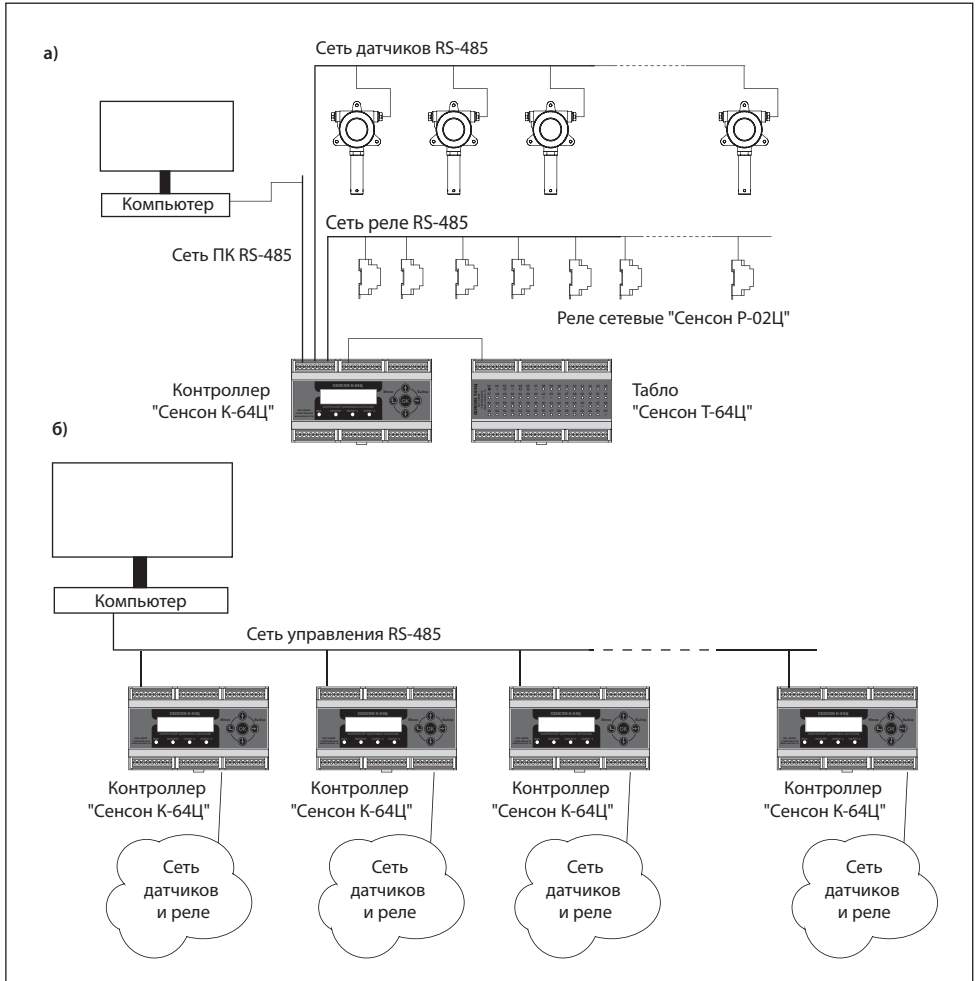 а)
Сеть датчиков RS-485
Компьютер
Сеть реле RS-485
Сеть ПК RS-485
Реле сетевые "Сенсон Р-02Ц"
Контроллер
"Сенсон К-64Ц"
Табло
"Сенсон Т-64Ц"
б)
Компьютер
Сеть управления RS-485
Контроллер
"Сенсон К-64Ц"
Контроллер
"Сенсон К-64Ц"
Контроллер
"Сенсон К-64Ц"
Контроллер
"Сенсон К-64Ц"
Сеть
датчиков
и реле
Сеть
датчиков
и реле
Сеть
датчиков
и реле
Сеть
датчиков
и реле